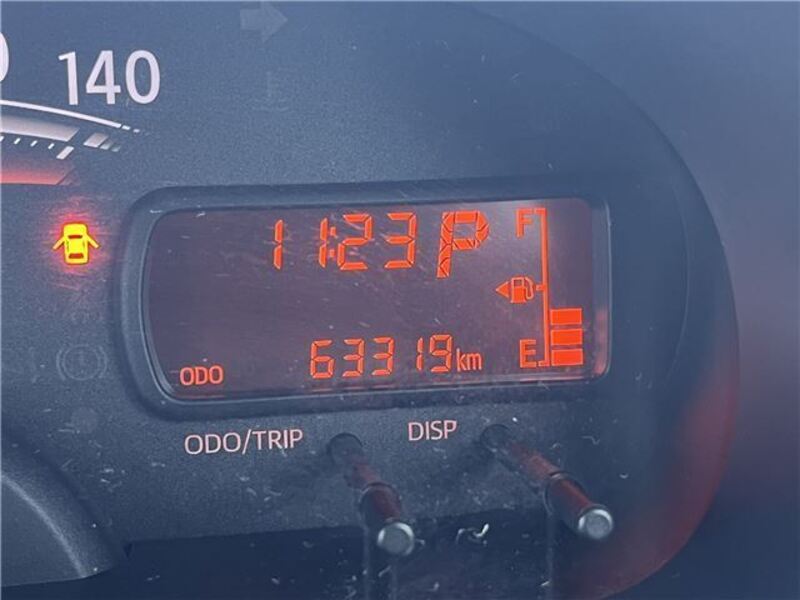 140
11:23 P F
ODO 63319 km E
ODO/TRIP DISP